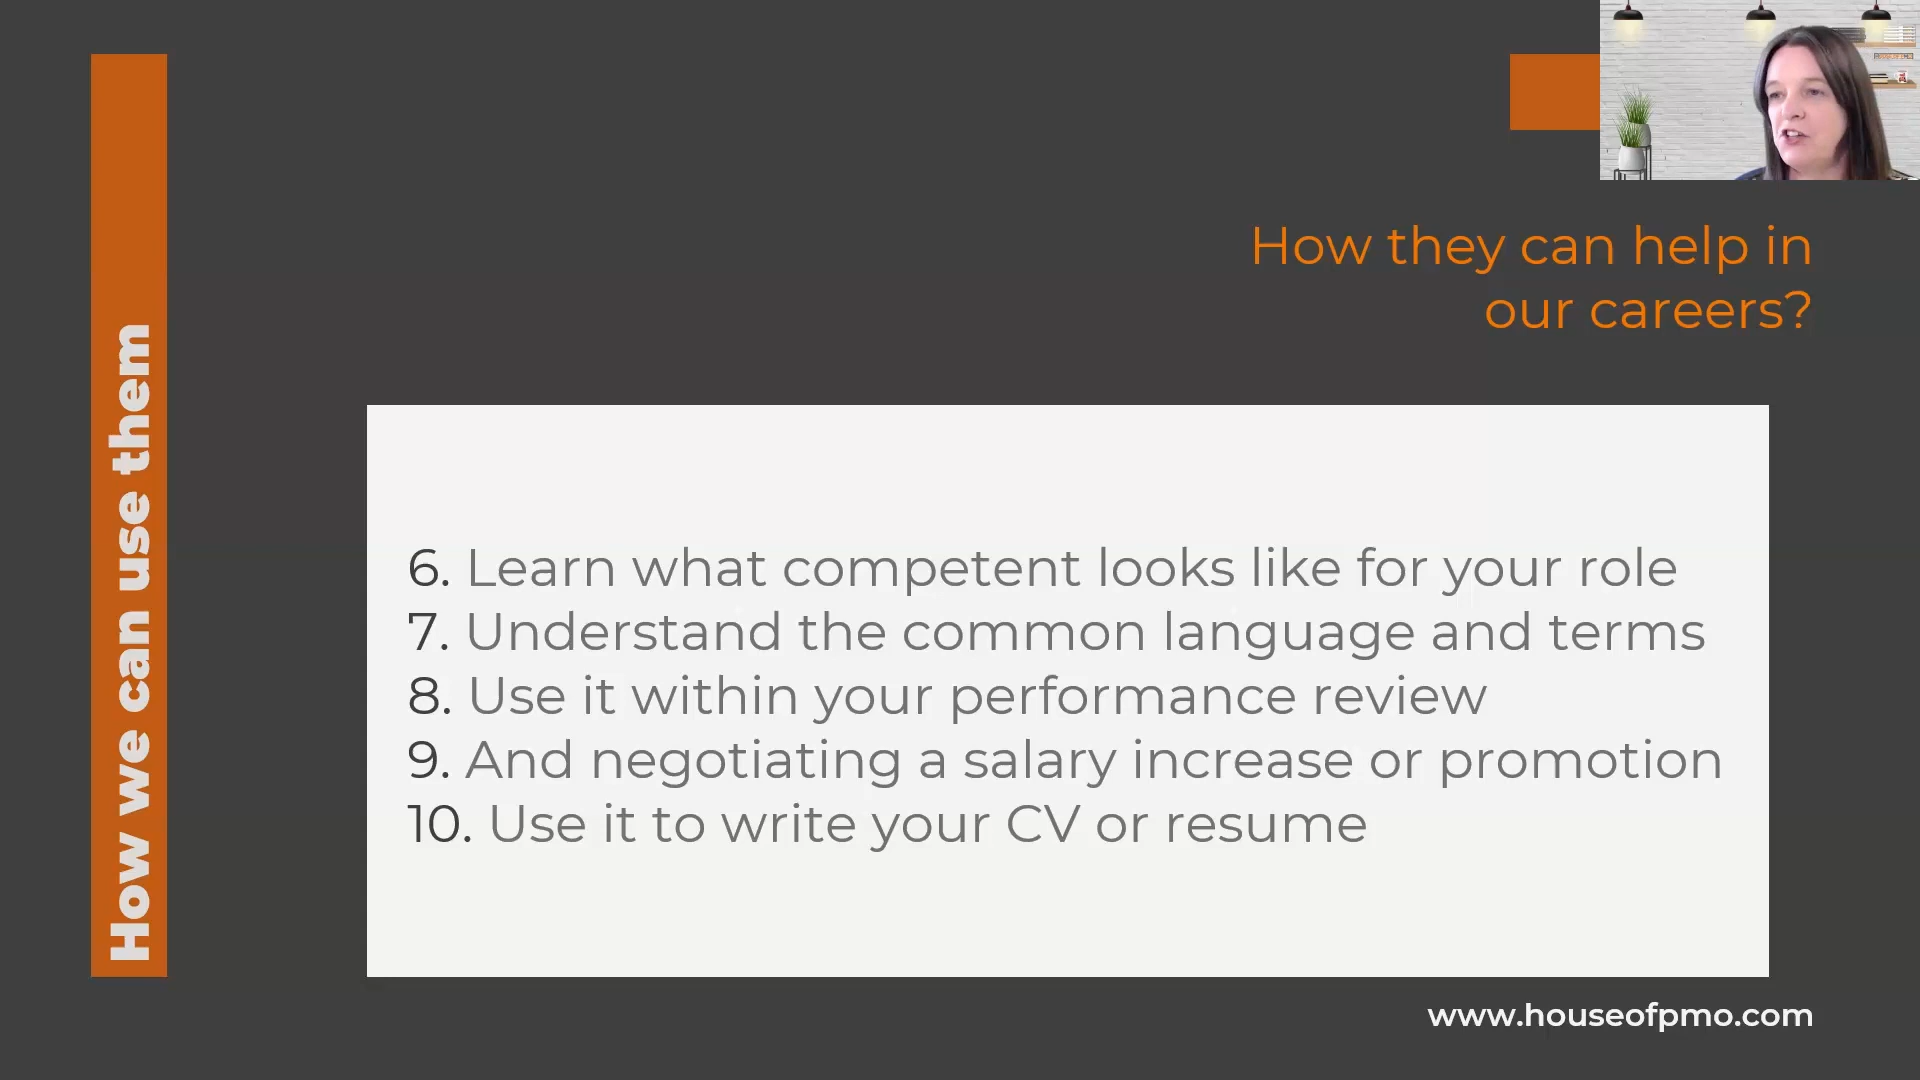 How we can use them
How they can help in
our careers?
6. Learn what competent looks like for your role
7. Understand the common language and terms
8. Use it within your performance review
9. And negotiating a salary increase or promotion
10. Use it to write your CV or resume
www.houseofpmo.com